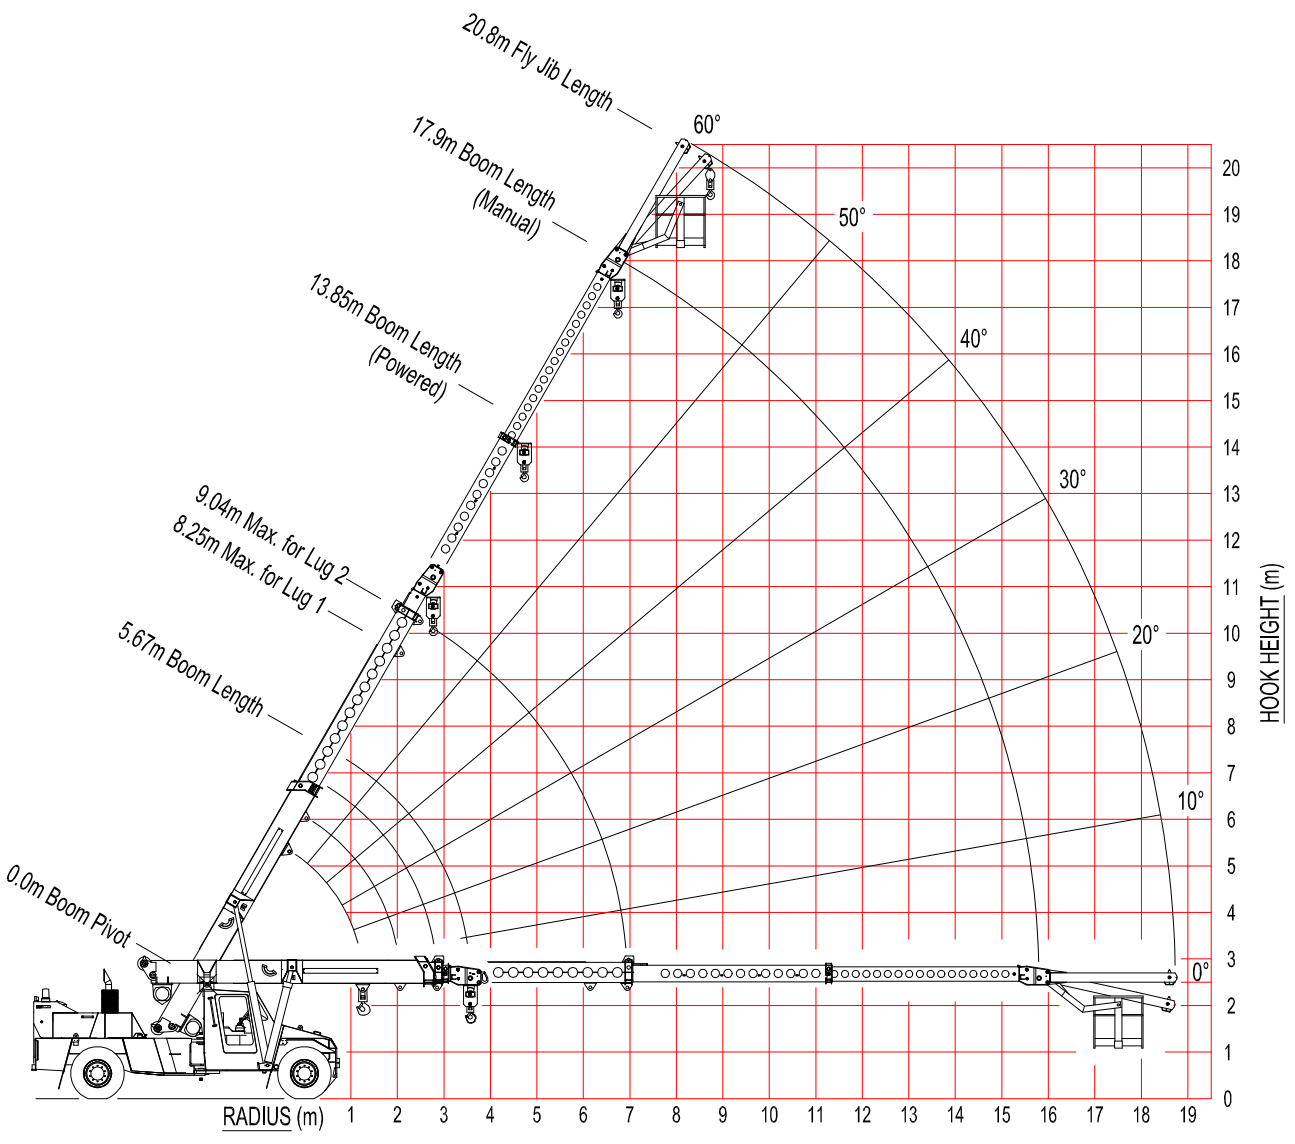 20.8m Fly Jib Length
17.9m Boom Length
(Manual)
13.85m Boom Length
(Powered)
9.04m Max. for Lug 2
8.25m Max. for Lug 1
5.67m Boom Length
0.0m Boom Pivot
60°
50°
40°
30°
20°
10°
0°
20
19
18
17
16
15
14
13
12
11
10
9
8
7
6
5
4
3
2
1
0
HOOK HEIGHT (m)
RADIUS (m)
1 2 3 4 5 6 7 8 9 10 11 12 13 14 15 16 17 18 19